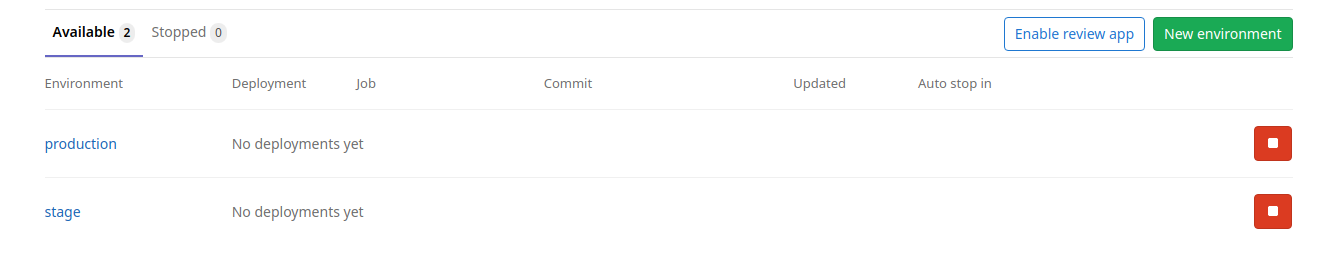 Available 2 Stopped 0 Enable review app New environment
Environment Deployment Job Commit Updated Auto stop in
production No deployments yet
stage No deployments yet